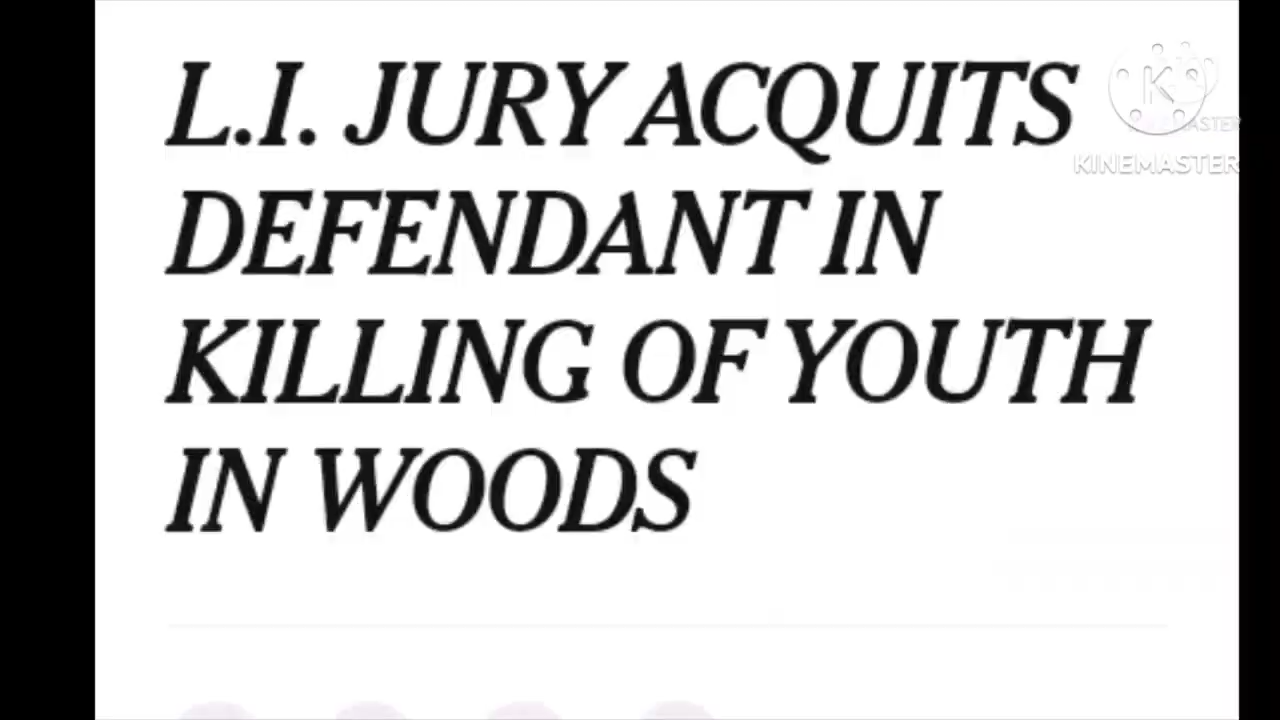 L.I. JURY ACQUITS
DEFENDANT IN
KILLING OF YOUTH
IN WOODS
KINEMASTER